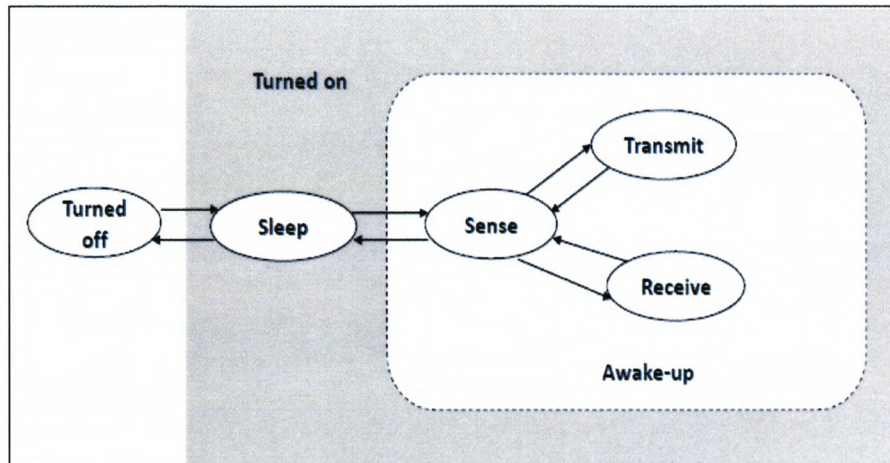 Turned on
Transmit
Turned
off
Sleep
Sense
Receive
Awake-up